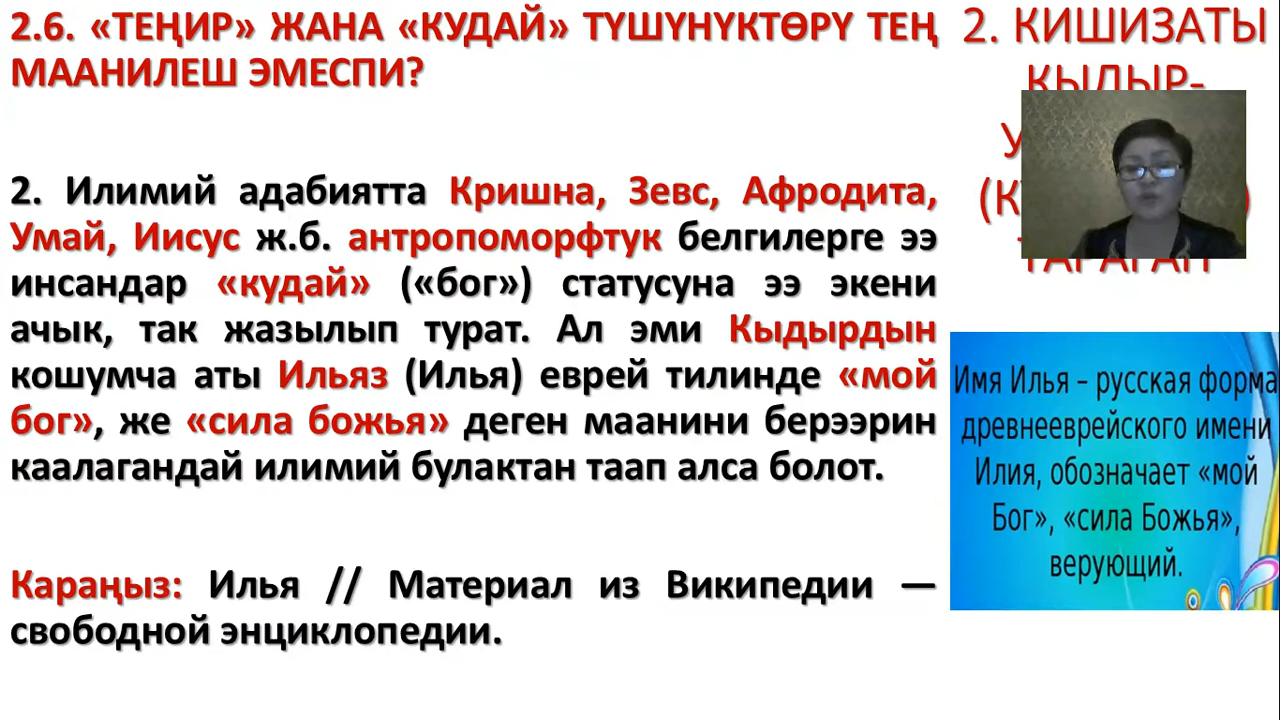 2.6. «ТЕҢИР» ЖАНА «КУДАЙ» ТҮШҮНҮКТӨРҮ ТЕҢ
МААНИЛЕШ ЭМЕСПИ?
2. Илимий адабиятта Кришна, Зевс, Афродита,
Умай, Иисус ж.б. антропоморфтук белгилерге ээ
инсандар «кудай» («бог») статусуна ээ экени
ачык, так жазылып турат. Ал эми Кыдырдын
кошумча аты Ильяз (Илья) еврей тилинде «мой
бог», же «сила божья» деген маанини берээрин
каалагандай илимий булактан таап алса болот.
Караңыз: Илья // Материал из Википедии —
свободной энциклопедии.
2. КИШИЗАТЫ
КЫДЫР-
Имя Илья – русская форма
древнееврейского имени
Илия, обозначает «мой
Бог», «сила Божья»,
верующий.